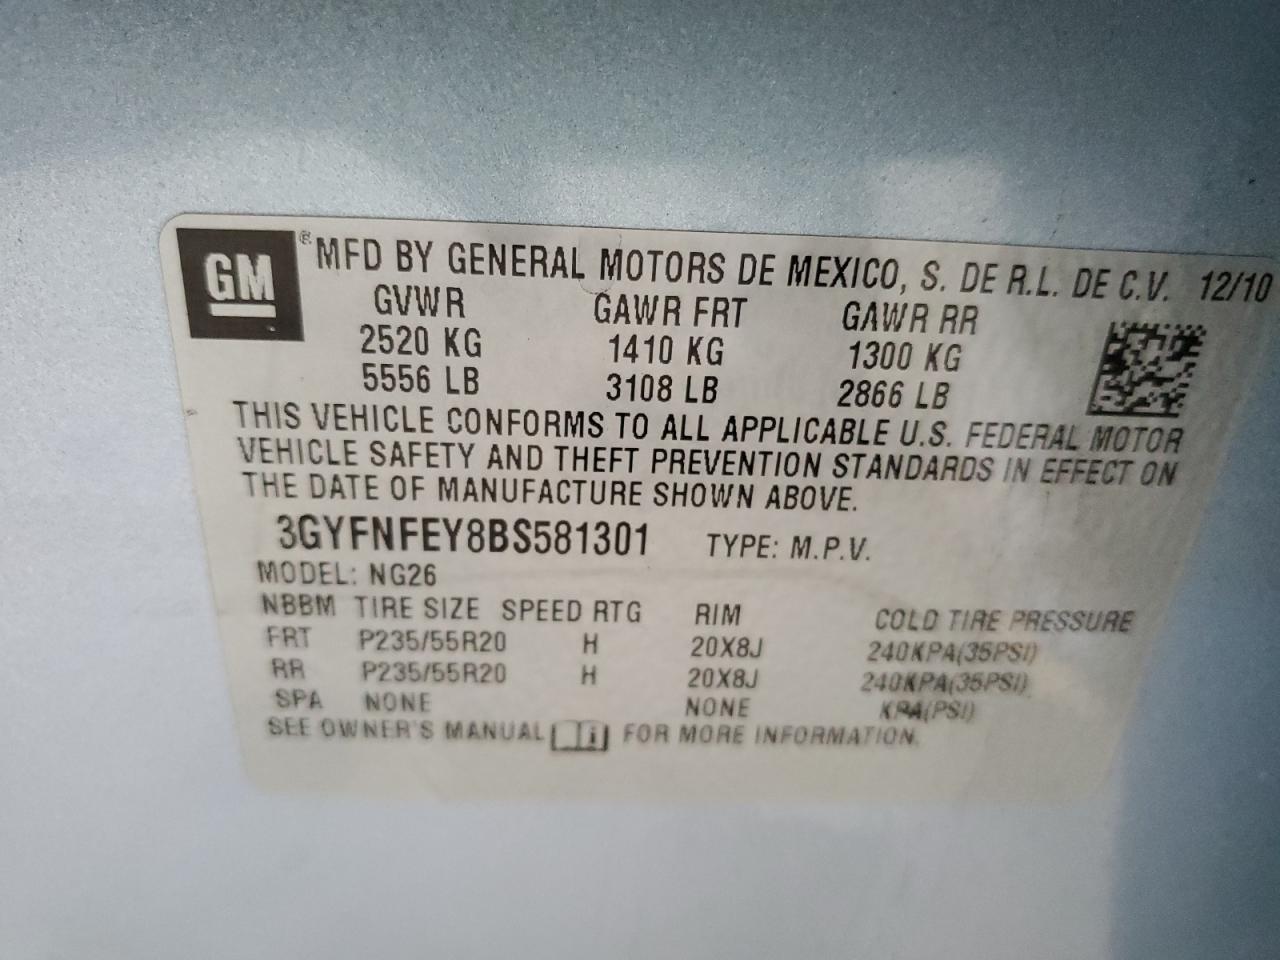 GM ® MFD BY GENERAL MOTORS DE MEXICO, S. DE R.L. DE C.V. 12/10
GVWR GAWR FRT GAWR RR
2520 KG 1410 KG 1300 KG
5556 LB 3108 LB 2866 LB
THIS VEHICLE CONFORMS TO ALL APPLICABLE U.S. FEDERAL MOTOR
VEHICLE SAFETY AND THEFT PREVENTION STANDARDS IN EFFECT ON
THE DATE OF MANUFACTURE SHOWN ABOVE.
3GYFNFEY8BS581301 TYPE: M.P.V.
MODEL: NG26
NBBM TIRE SIZE SPEED RTG RIM COLD TIRE PRESSURE
FRT P235/55R20 H 20X8J 240KPA(35PSI)
RR P235/55R20 H 20X8J 240KPA(35PSI)
SPA NONE NONE KPA(PSI)
SEE OWNER'S MANUAL i FOR MORE INFORMATION.